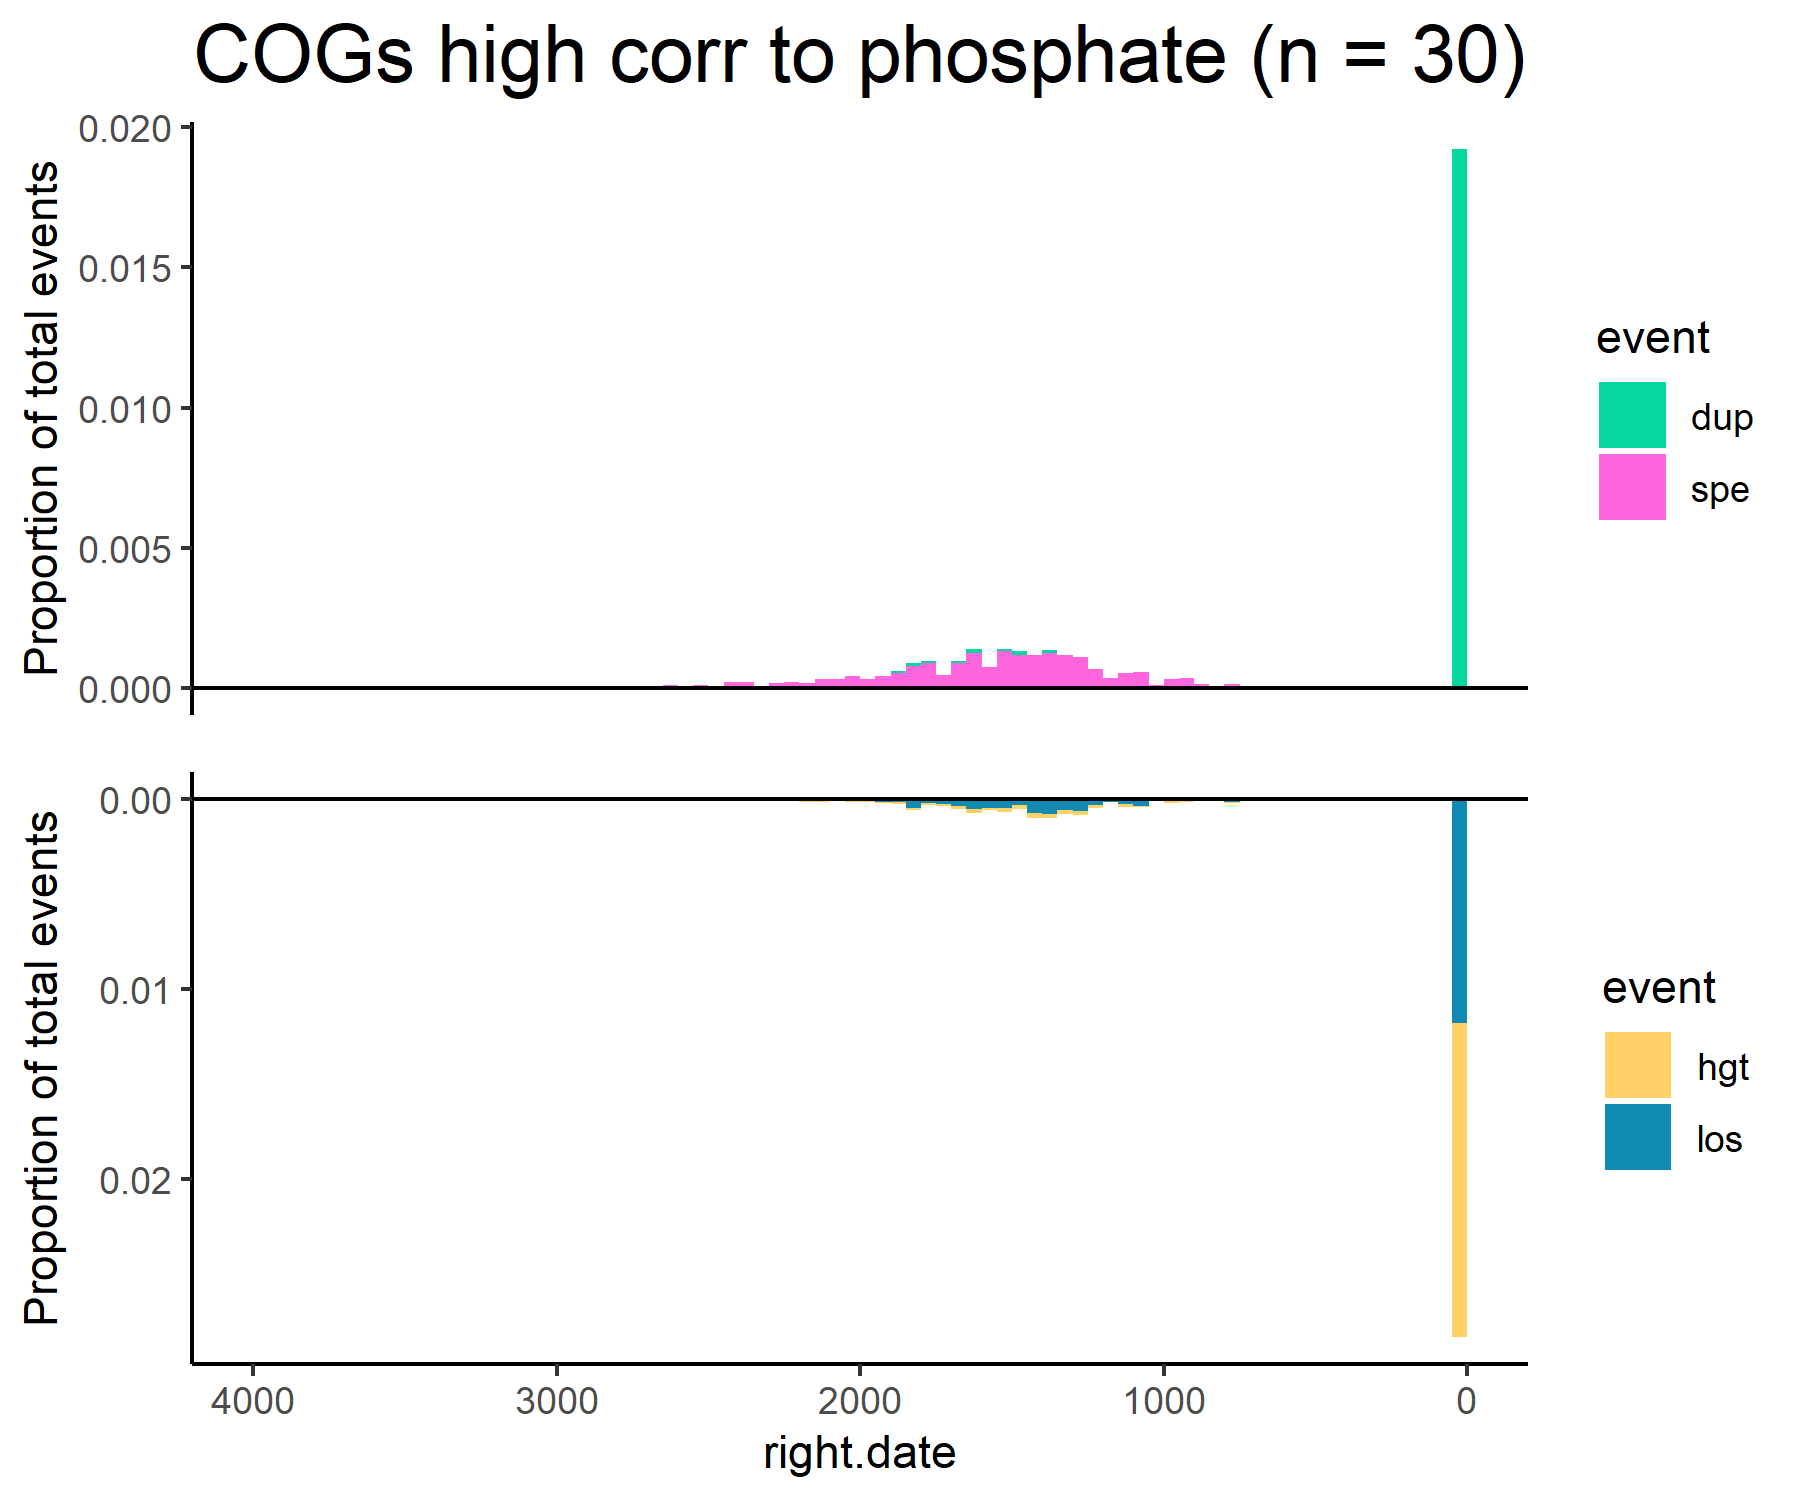 COGs high corr to phosphate (n = 30)
Proportion of total events
0.020
0.015
0.010
0.005
0.000
event
dup
spe
Proportion of total events
0.00
0.01
0.02
event
hgt
los
4000 3000 2000 1000 0
right.date